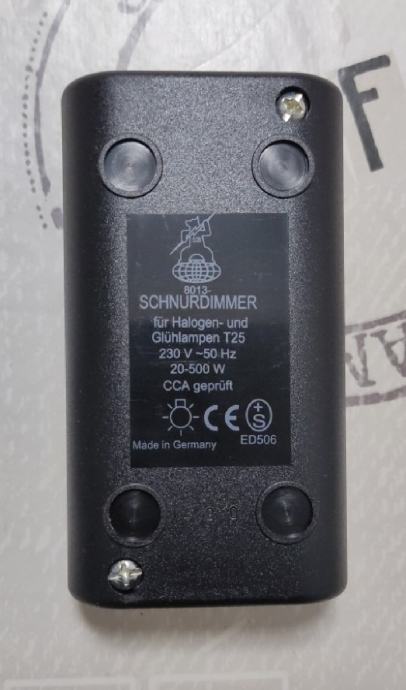 F
8013-
SCHNURDIMMER
für Halogen- und
Glühlampen T25
230 V ~50 Hz
20-500 W
CCA geprüft
CE
+
S
Made in Germany
ED506